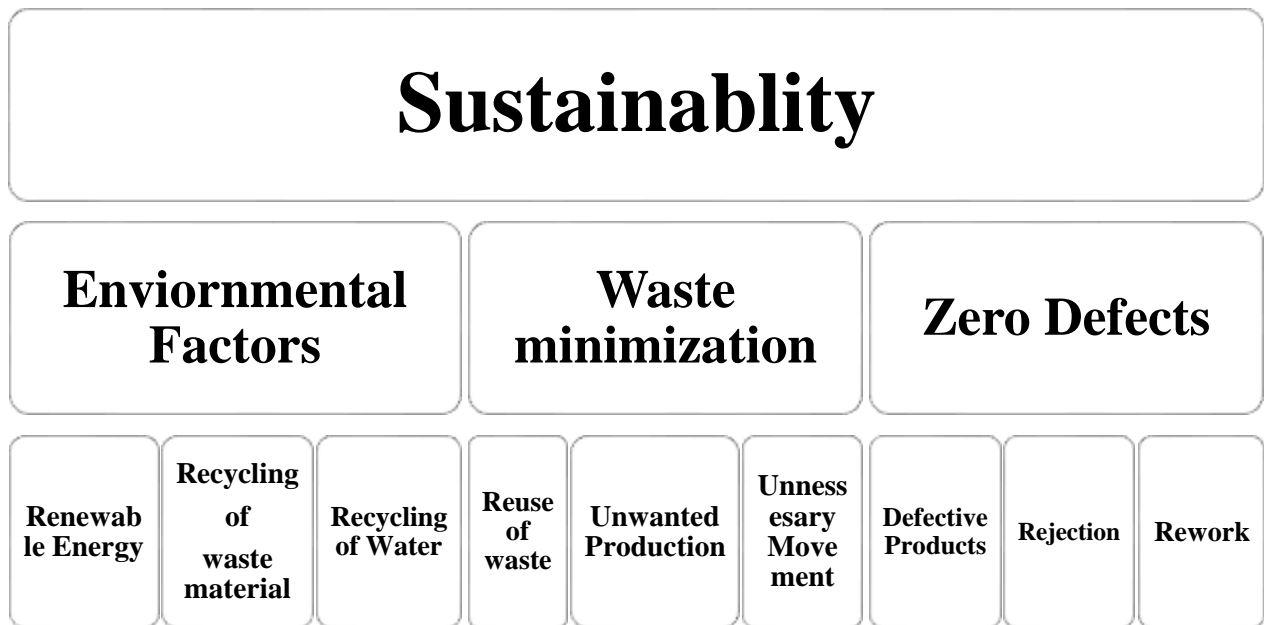 Sustainablity
Enviornmental
Factors
Waste
minimization
Zero Defects
Renewab
le Energy
Recycling
of
waste
material
Recycling
of Water
Reuse
of
waste
Unwanted
Production
Unness
esary
Move
ment
Defective
Products
Rejection
Rework